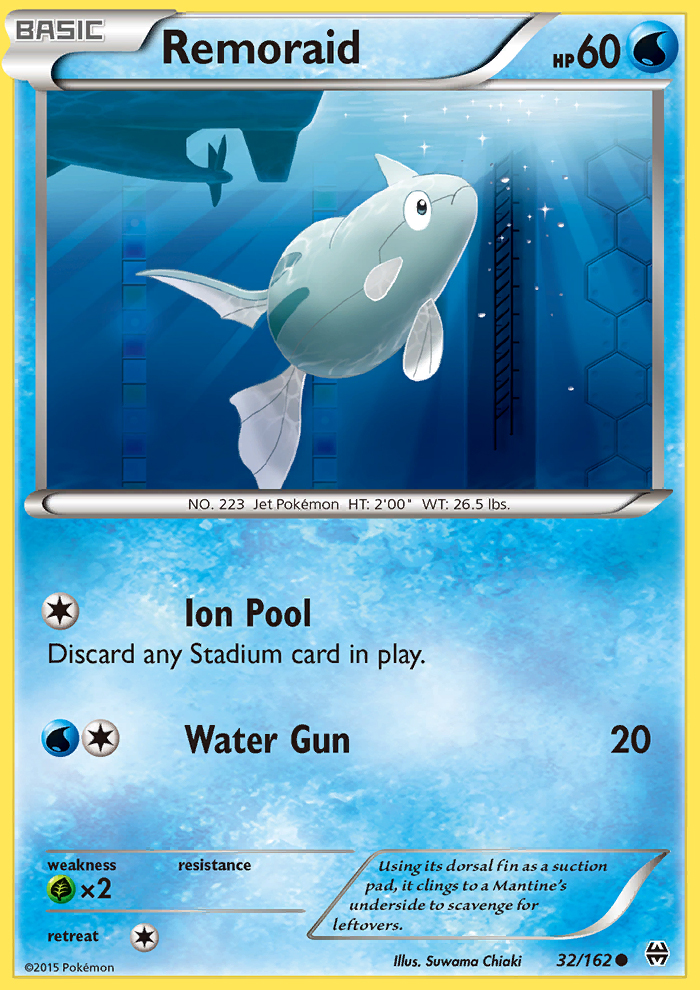 BASIC
Remoraid
HP60
NO. 223 Jet Pokémon HT: 2'00" WT: 26.5 lbs.
Ion Pool
Discard any Stadium card in play.
Water Gun 20
weakness resistance
×2
retreat
Using its dorsal fin as a suction
pad, it clings to a Mantine's
underside to scavenge for
leftovers.
Illus. Suwama Chiaki 32/162
©2015 Pokémon